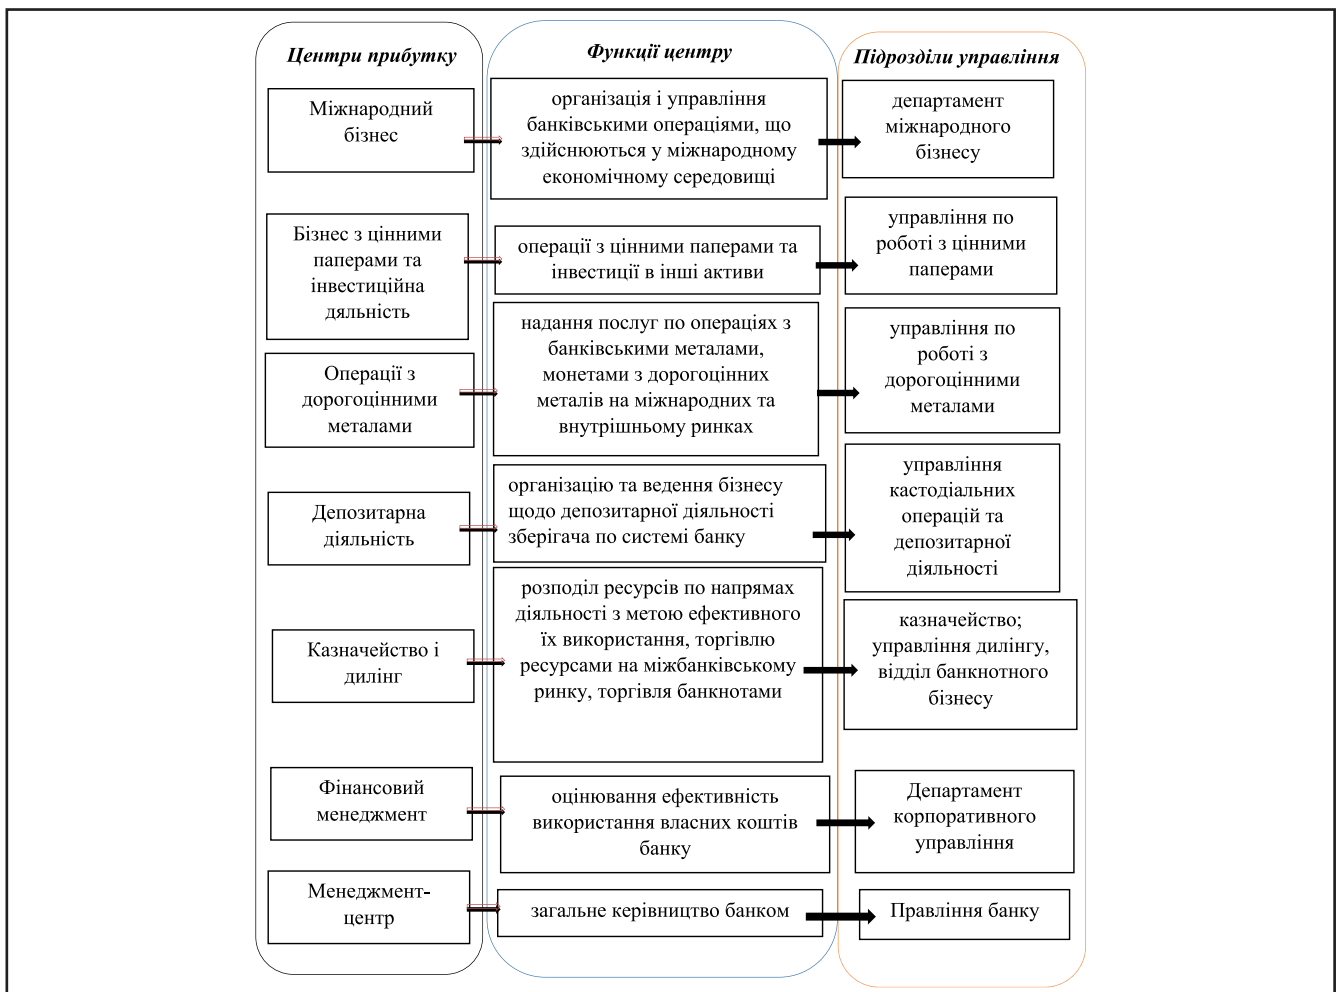 Центри прибутку
Функції центру
Підрозділи управління
Міжнародний
бізнес
організація і управління
банківськими операціями, що
здійснюються у міжнародному
економічному середовищі
департамент
міжнародного
бізнесу
Бізнес з цінними
паперами та
інвестиційна
дяльність
операції з цінними паперами та
інвестиції в інші активи
управління по
роботі з цінними
паперами
Операції з
дорогоцінними
металами
надання послуг по операціях з
банківськими металами,
монетами з дорогоцінних
металів на міжнародних та
внутрішньому ринках
управління по
роботі з
дорогоцінними
металами
Депозитарна
діяльність
організацію та ведення бізнесу
щодо депозитарної діяльності
зберігача по системі банку
управління
кастодіальних
операцій та
депозитарної
діяльності
Казначейство і
дилінг
розподіл ресурсів по напрямах
діяльності з метою ефективного
їх використання, торгівлю
ресурсами на міжбанківському
ринку, торгівля банкнотами
казначейство;
управління дилінгу,
відділ банкнотного
бізнесу
Фінансовий
менеджмент
оцінювання ефективність
використання власних коштів
банку
Департамент
корпоративного
управління
Менеджмент-
центр
загальне керівництво банком
Правління банку